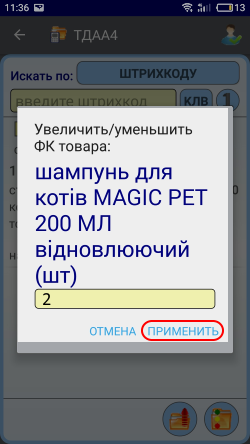 11:36
13
ТДАА4
Искать по:
ШТРИХКОДУ
введите штрихкод
КЛВ
1
Увеличить/уменьшить
ФК товара:
шампунь для
котів MAGIC PET
200 МЛ
відновлюючий
(шт)
2
ОТМЕНА
ПРИМЕНИТЬ